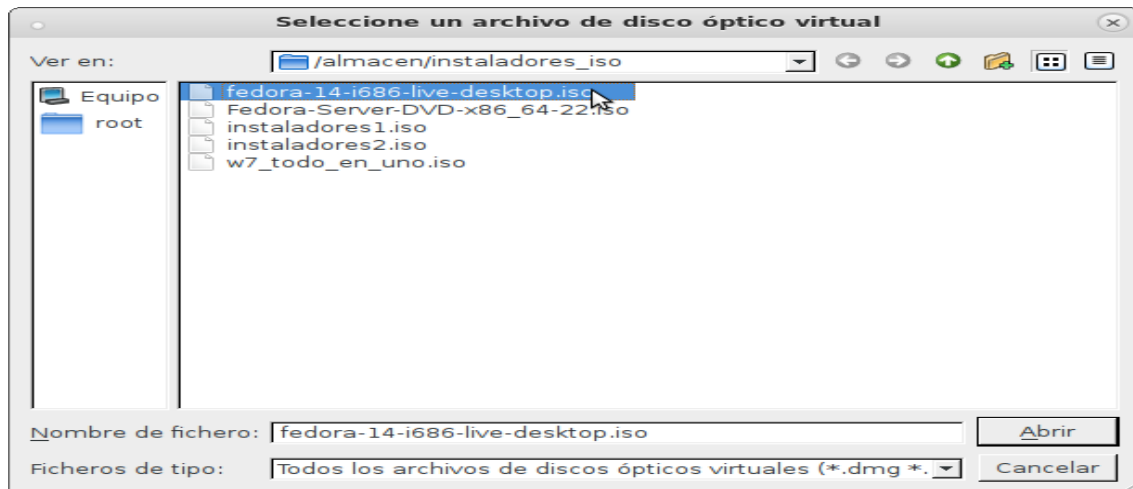 Seleccione un archivo de disco óptico virtual
Ver en: /almacen/instaladores_iso
Equipo
root
fedora-14-i686-live-desktop.iso
Fedora-Server-DVD-x86_64-22.iso
instaladores1.iso
instaladores2.iso
w7_todo_en_uno.iso
Nombre de fichero: fedora-14-i686-live-desktop.iso Abrir
Ficheros de tipo: Todos los archivos de discos ópticos virtuales (*.dmg *. Cancelar